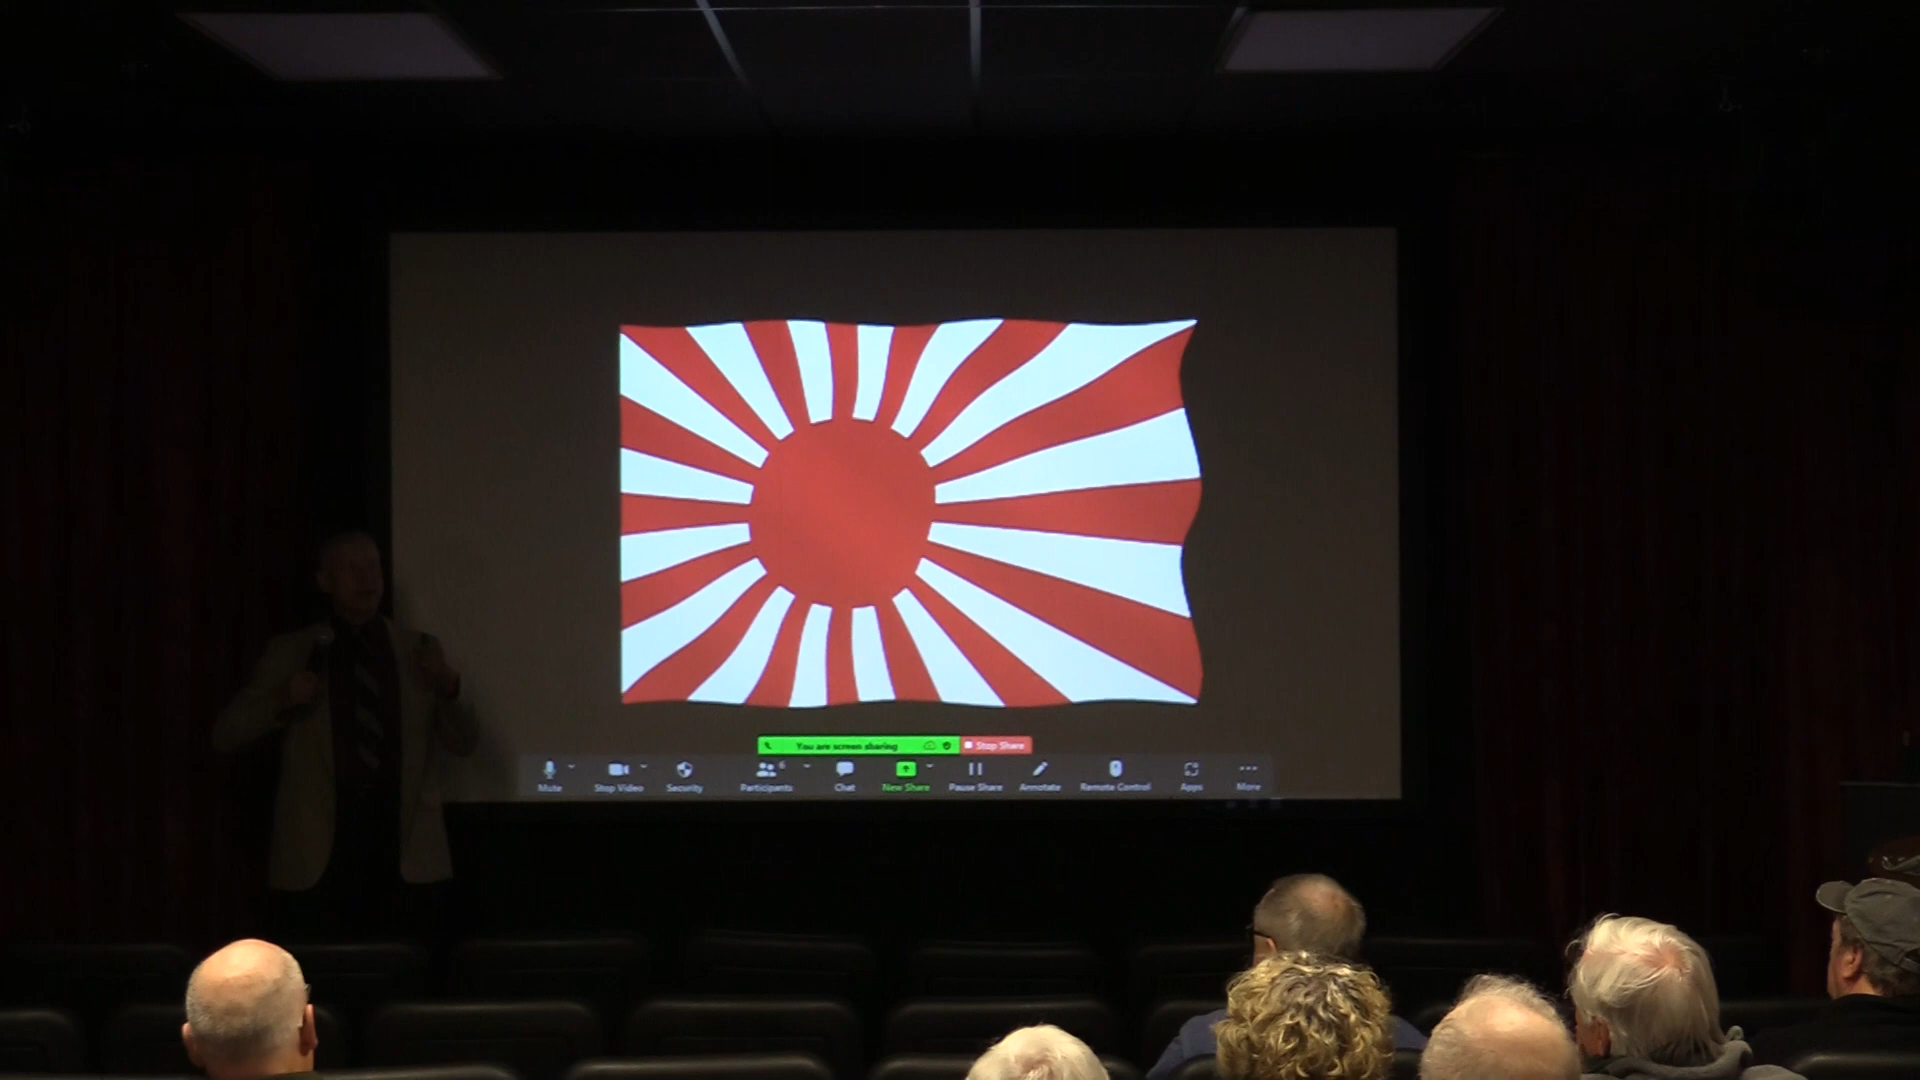 You are screen sharing
Stop Share
Mute
Stop Video
Security
6
Participants
Chat
New Share
Pause Share
Annotate
Remote Control
Apps
More